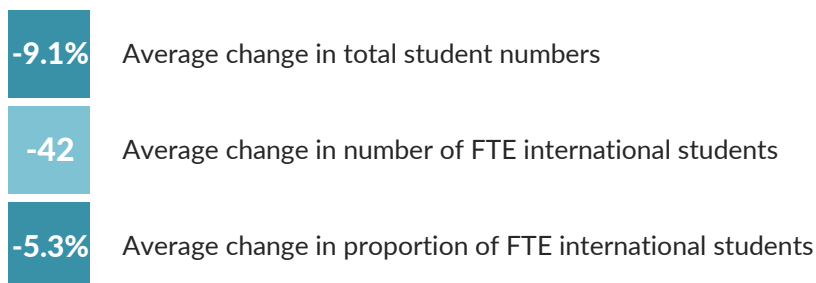 -9.1% Average change in total student numbers
-42 Average change in number of FTE international students
-5.3% Average change in proportion of FTE international students